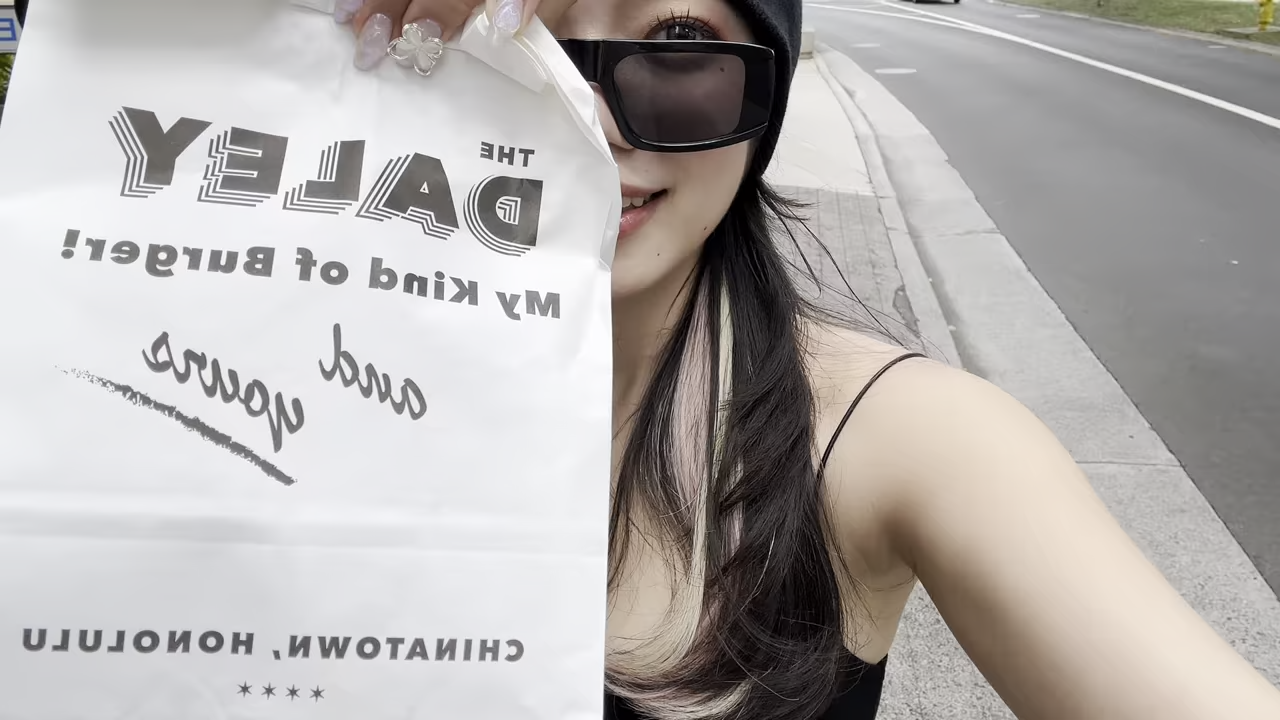 THE
DALEY
My Kind of Burger!
and
yours
CHINATOWN, HONOLULU